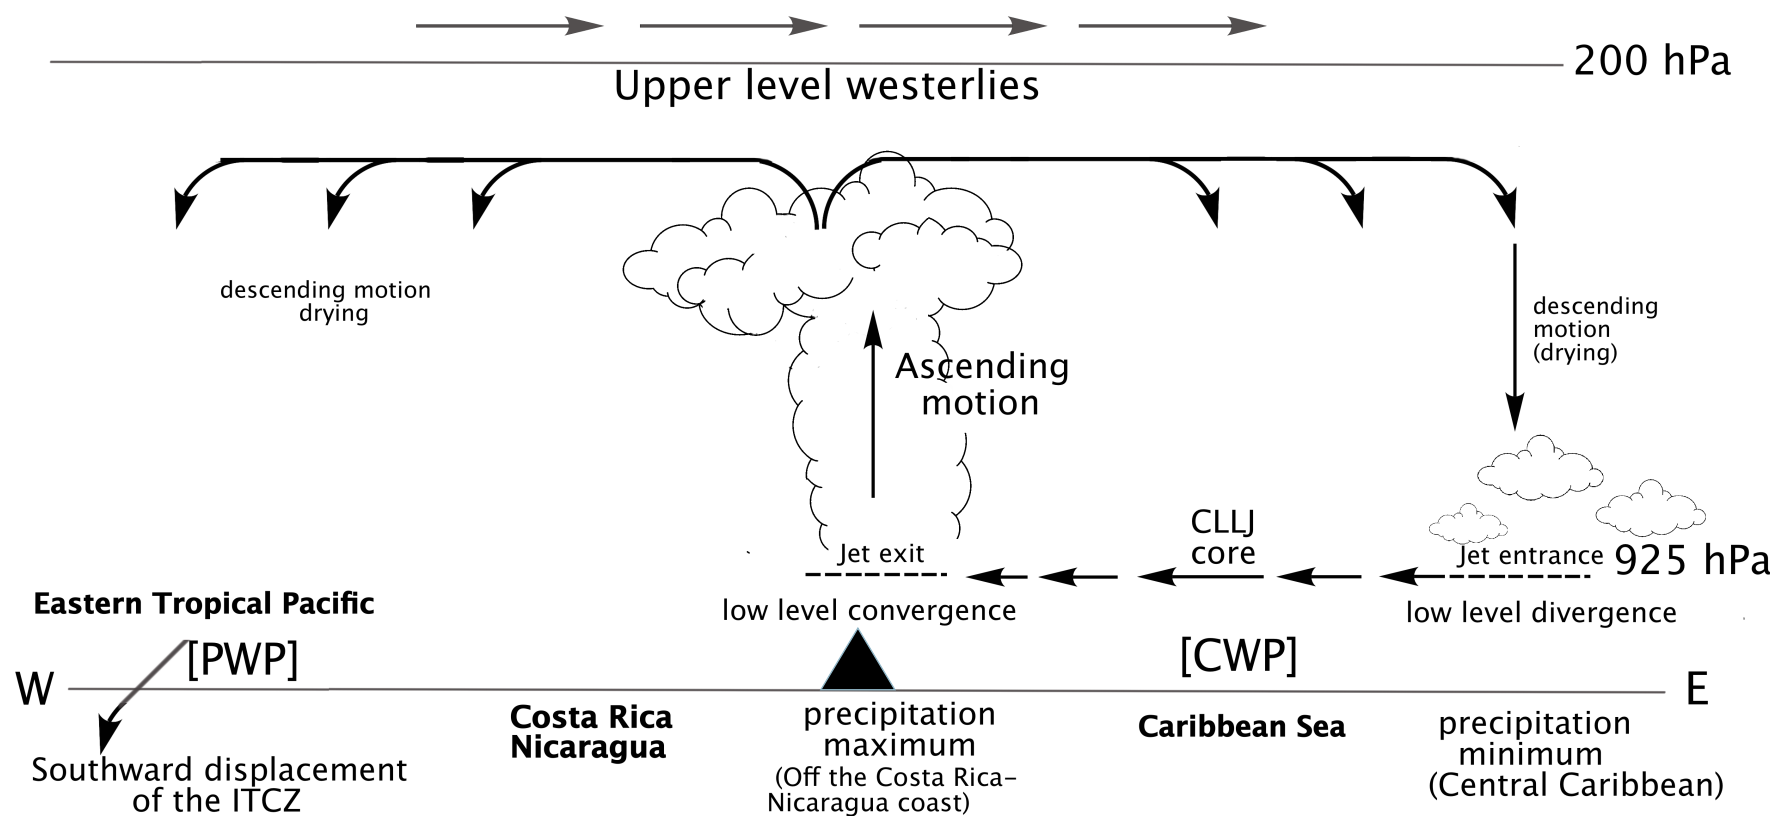 200 hPa
Upper level westerlies
descending motion
drying
descending
motion
(drying)
Ascending
motion
CLLJ
core
Jet exit
Jet entrance
925 hPa
low level convergence
low level divergence
Eastern Tropical Pacific
[PWP]
[CWP]
W
E
Costa Rica
Nicaragua
precipitation
maximum
(Off the Costa Rica-
Nicaragua coast)
Caribbean Sea
precipitation
minimum
(Central Caribbean)
Southward displacement
of the ITCZ